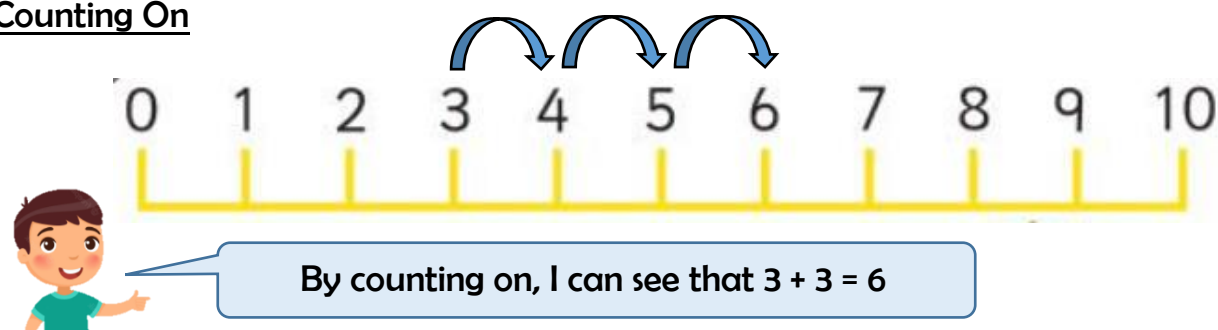 Counting On
0 1 2 3 4 5 6 7 8 9 10
By counting on, I can see that 3 + 3 = 6